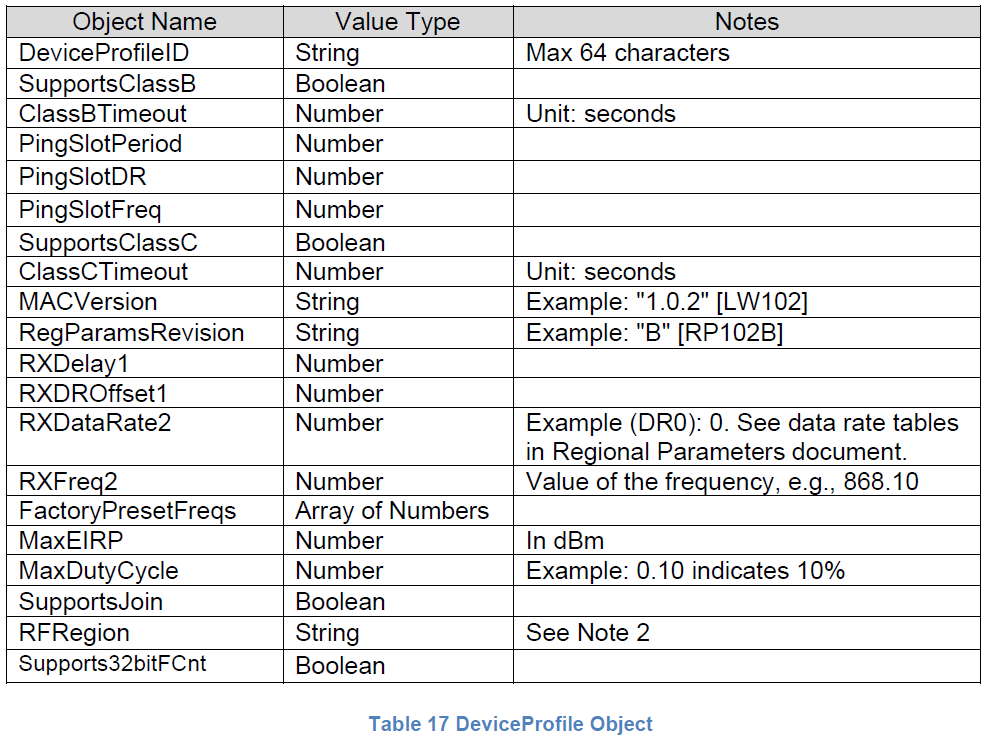 Object Name Value Type Notes
DeviceProfileID String Max 64 characters
SupportsClassB Boolean
ClassBTimeout Number Unit: seconds
PingSlotPeriod Number
PingSlotDR Number
PingSlotFreq Number
SupportsClassC Boolean
ClassCTimeout Number Unit: seconds
MACVersion String Example: "1.0.2" [LW102]
RegParamsRevision String Example: "B" [RP102B]
RXDelay1 Number
RXDROffset1 Number
RXDataRate2 Number Example (DR0): 0. See data rate tables
in Regional Parameters document.
RXFreq2 Number Value of the frequency, e.g., 868.10
FactoryPresetFreqs Array of Numbers
MaxEIRP Number In dBm
MaxDutyCycle Number Example: 0.10 indicates 10%
SupportsJoin Boolean
RFRegion String See Note 2
Supports32bitFCnt Boolean
Table 17 DeviceProfile Object